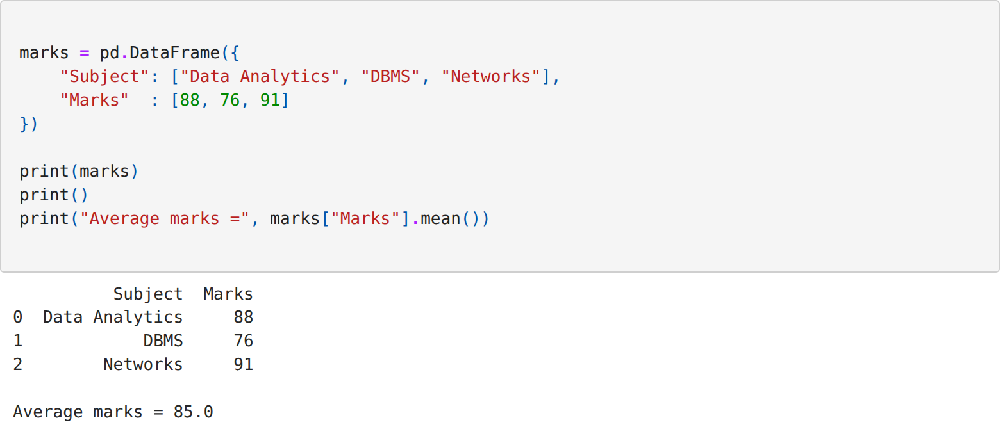 marks = pd.DataFrame({
    "Subject": ["Data Analytics", "DBMS", "Networks"],
    "Marks"  : [88, 76, 91]
})

print(marks)
print()
print("Average marks =", marks["Marks"].mean())

          Subject  Marks
0  Data Analytics     88
1            DBMS     76
2        Networks     91

Average marks = 85.0